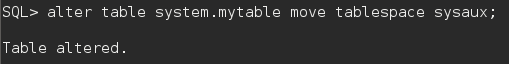 SQL> alter table system.mytable move tablespace sysaux;
Table altered.